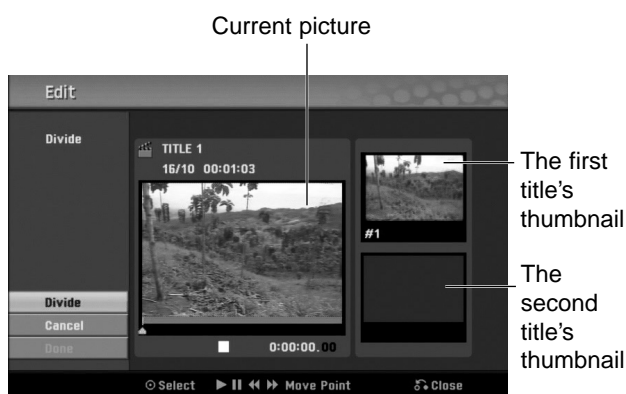 Current picture
Edit
Divide
TITLE 1
16/10 00:01:03
#1
The first
title's
thumbnail
The
second
title's
thumbnail
Divide
Cancel
Done
0:00:00.00
Select
Move Point
Close